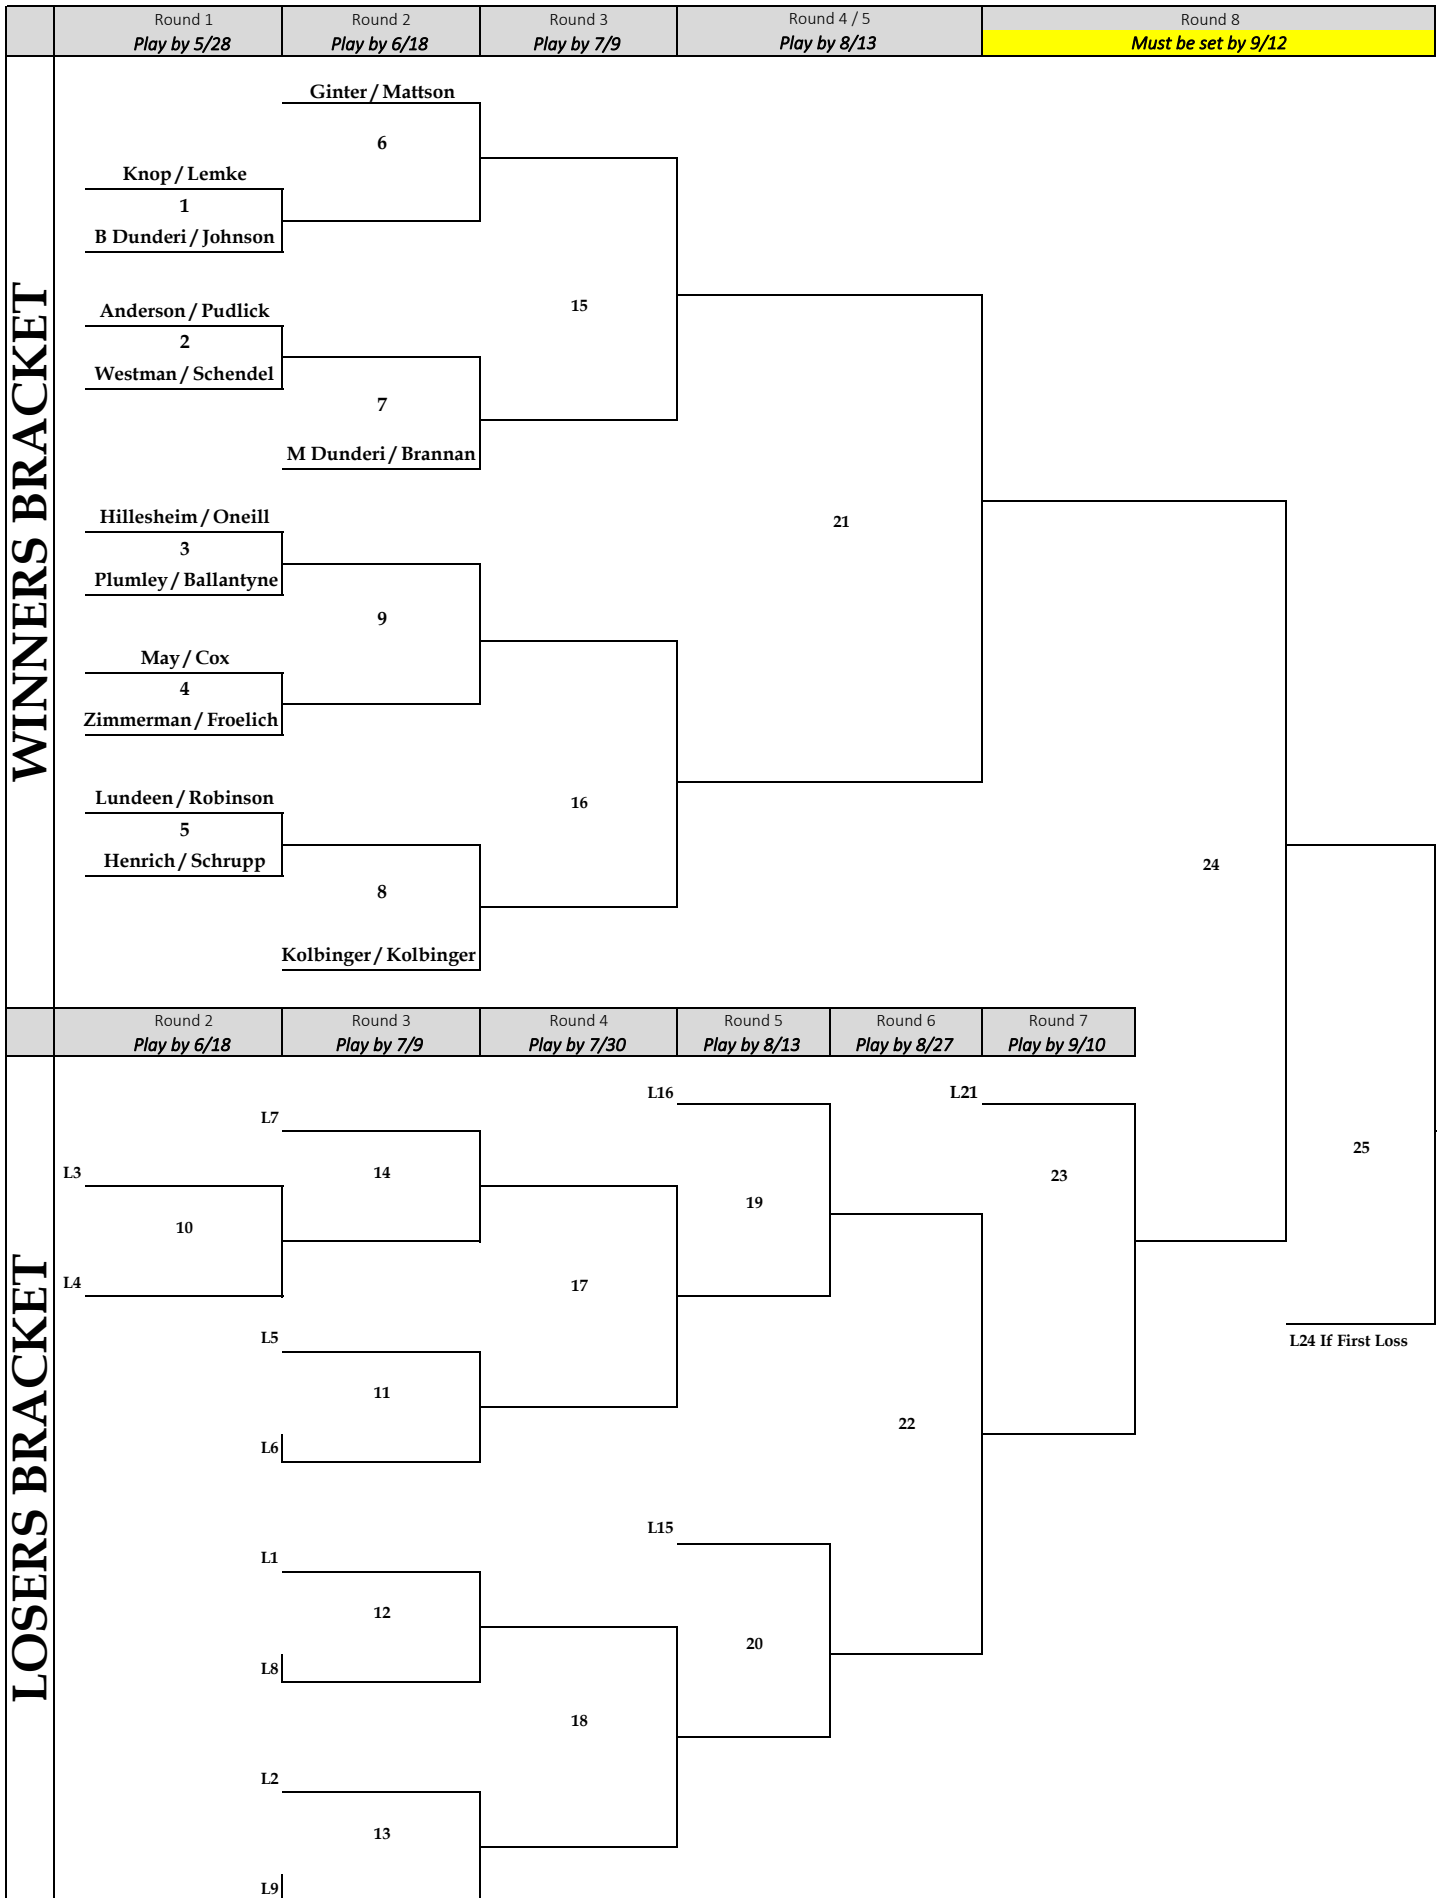 Round 1 Round 2 Round 3 Round 4 / 5 Round 8
Play by 5/28 Play by 6/18 Play by 7/9 Play by 8/13 Must be set by 9/12
WINNERS BRACKET
Ginter / Mattson
6
Knop / Lemke
1
B Dunderi / Johnson
Anderson / Pudlick
15
2
Westman / Schendel
7
M Dunderi / Brannan
Hillesheim / Oneill
21
3
Plumley / Ballantyne
9
May / Cox
4
Zimmerman / Froelich
Lundeen / Robinson
16
5
Henrich / Schrupp
24
8
Kolbinger / Kolbinger
Round 2 Round 3 Round 4 Round 5 Round 6 Round 7
Play by 6/18 Play by 7/9 Play by 7/30 Play by 8/13 Play by 8/27 Play by 9/10
LOSERS BRACKET
L16 L21
L7
25
L3 14 23
19
10
L4 17
L5 L24 If First Loss
11
22
L6
L15
L1
12
20
L8
18
L2
13
L9